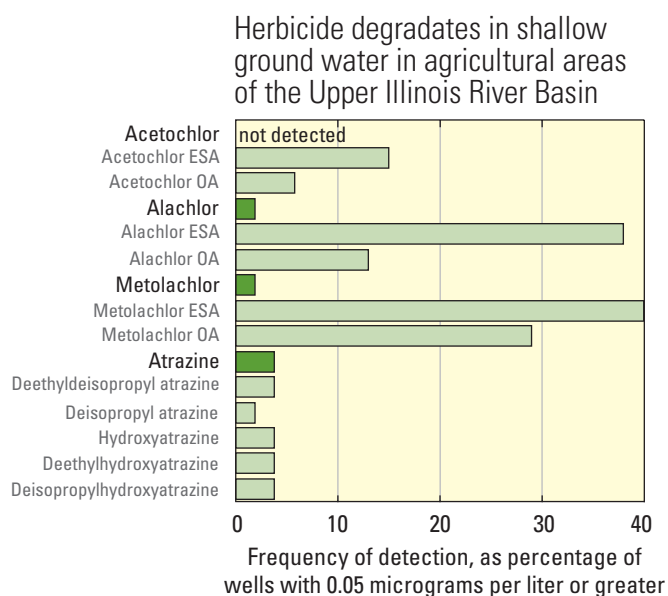 Herbicide degradates in shallow
ground water in agricultural areas
of the Upper Illinois River Basin
Acetochlor not detected
Acetochlor ESA
Acetochlor OA
Alachlor
Alachlor ESA
Alachlor OA
Metolachlor
Metolachlor ESA
Metolachlor OA
Atrazine
Deethyldeisopropyl atrazine
Deisopropyl atrazine
Hydroxyatrazine
Deethylhydroxyatrazine
Deisopropylhydroxyatrazine
0 10 20 30 40
Frequency of detection, as percentage of
wells with 0.05 micrograms per liter or greater